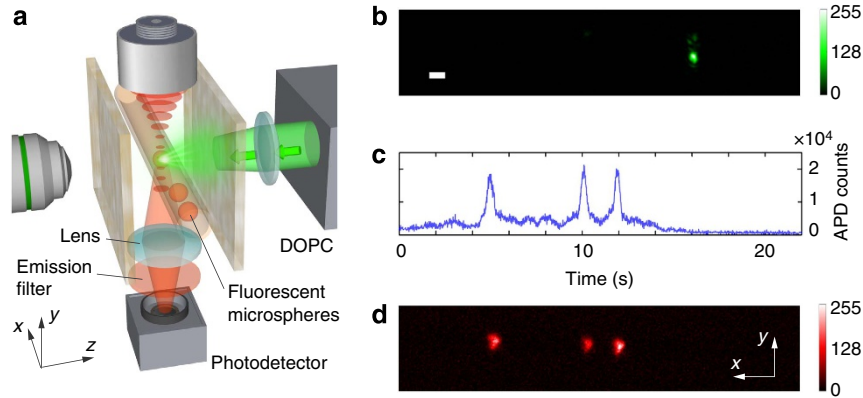 a
Lens
Emission
filter
DOPC
Fluorescent
microspheres
Photodetector
x
y
z
b
255
128
0
c
×10⁴
2
1
0
APD counts
0
10
20
Time (s)
d
255
128
0
y
x